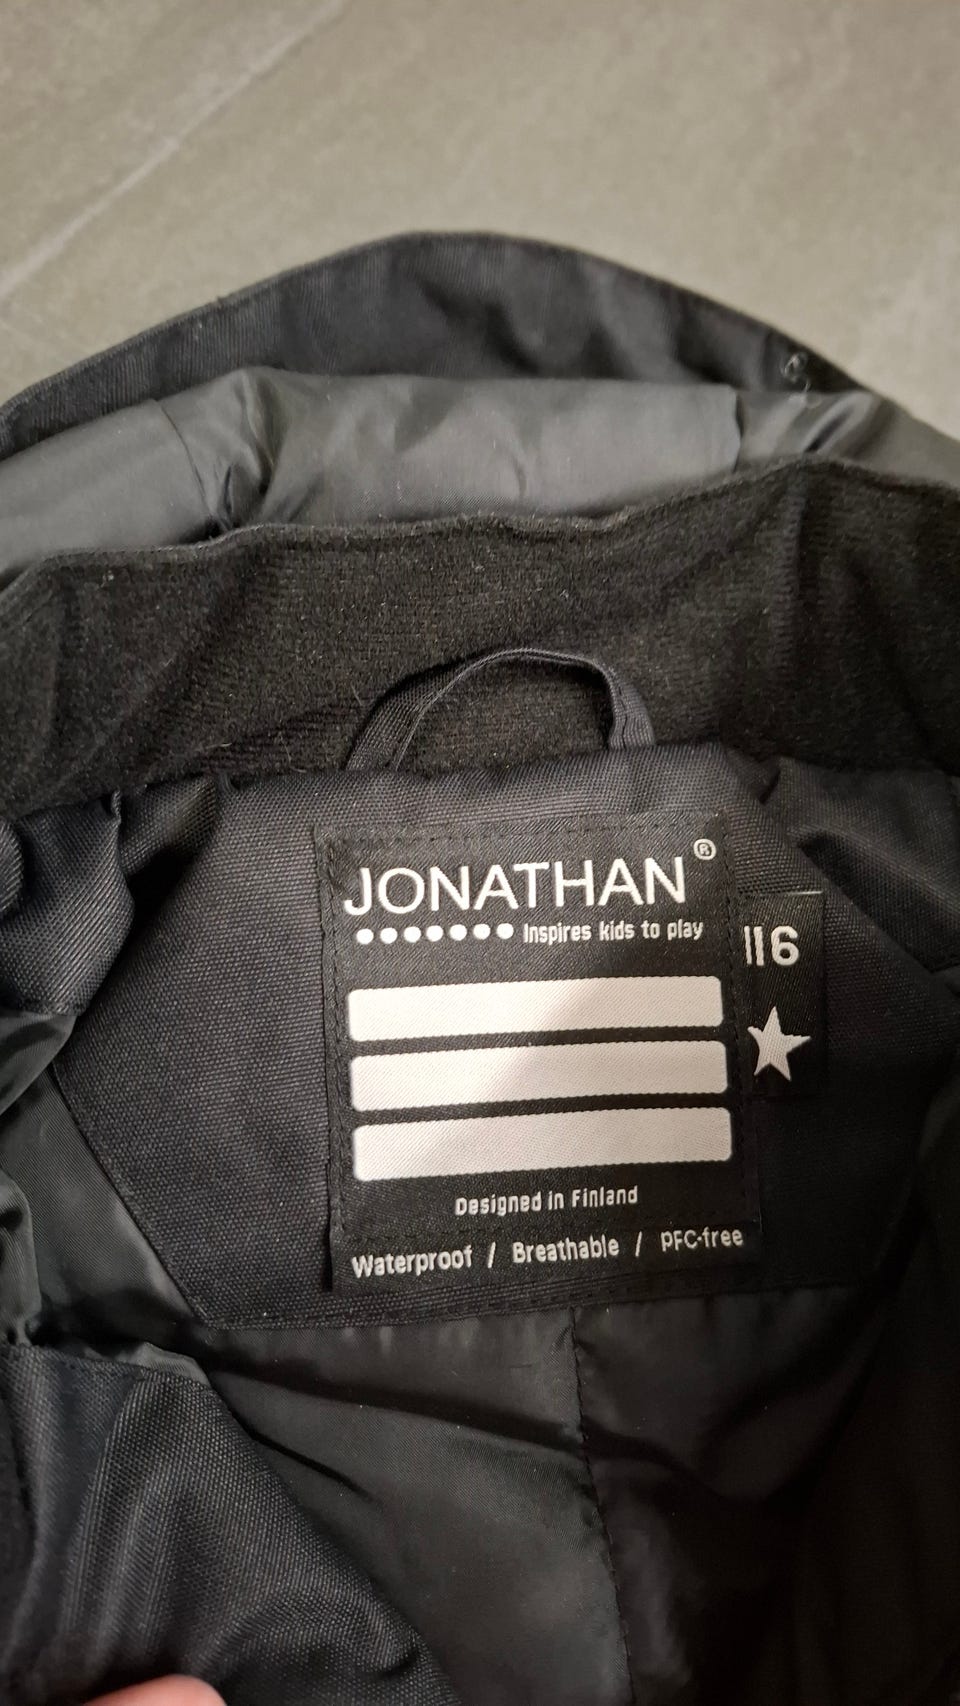 JONATHAN®
Inspires kids to play
116
Designed in Finland
Waterproof / Breathable / PFC-free